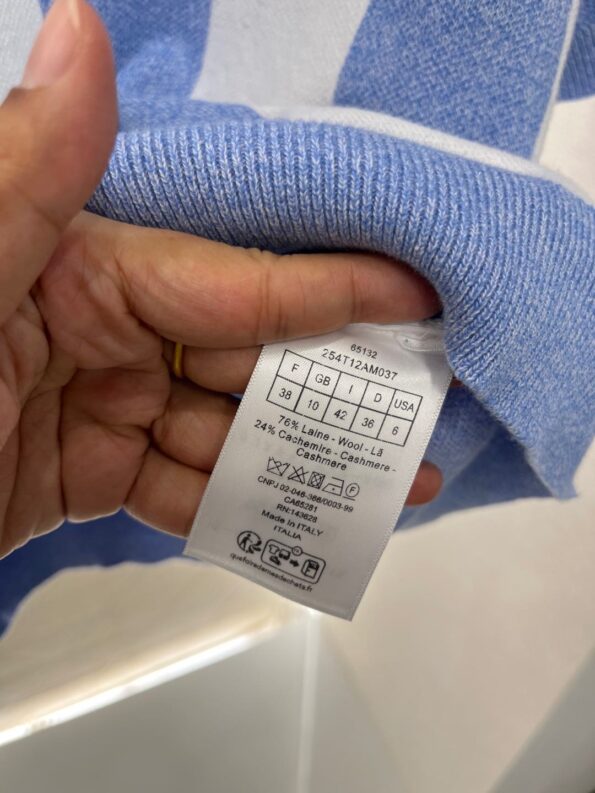 65132
254T12AM037
F GB I D USA
38 10 42 36 6
76% Laine - Wool - Lã
24% Cachemire - Cashmere -
Cashmere
F
CNPJ 02-046-366/0003-99
CA65281
RN:143628
Made in ITALY
ITALIA
quefairedemesdechets.fr